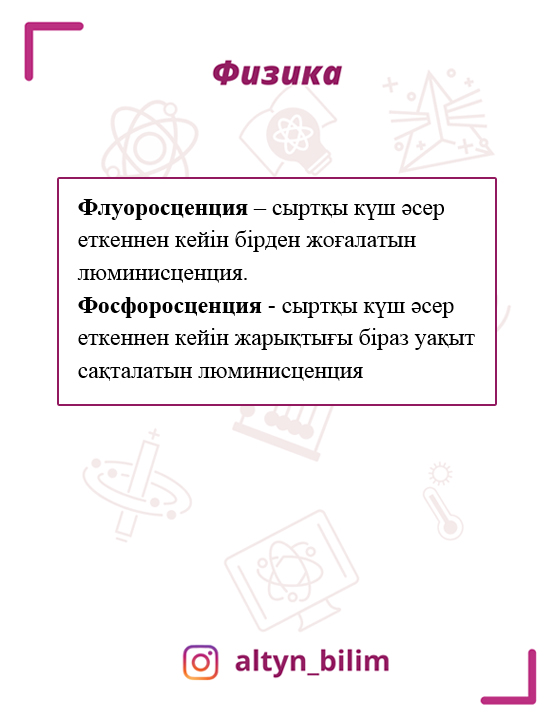 Физика
Флуоросценция – сыртқы күш әсер
еткеннен кейін бірден жоғалатын
люминисценция.
Фосфоросценция - сыртқы күш әсер
еткеннен кейін жарықтығы біраз уақыт
сақталатын люминисценция
altyn_bilim